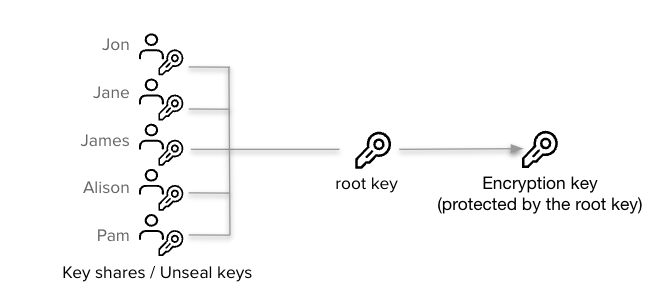 Jon
Jane
James
Alison
Pam
Key shares / Unseal keys
root key
Encryption key
(protected by the root key)